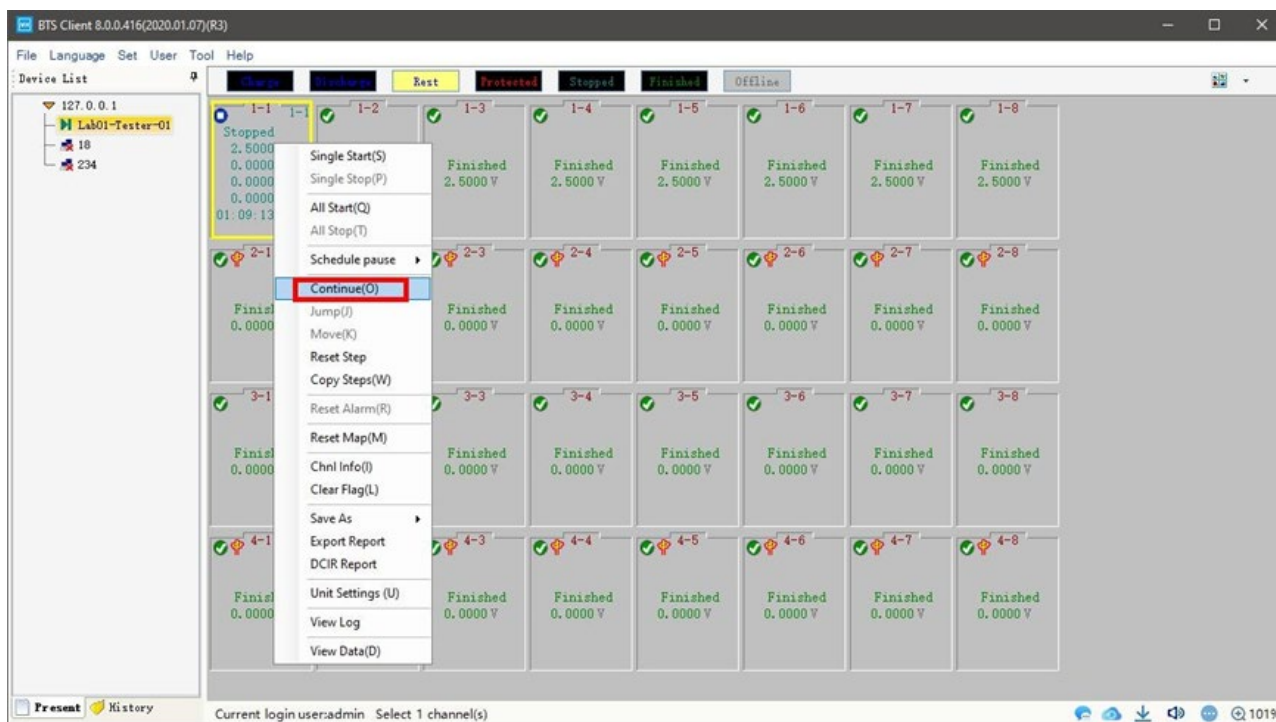 BTS Client 8.0.0.416(2020.01.07)(R3)
File Language Set User Tool Help
Device List
Charge Discharge Rest Protected Stopped Finished Offline
127.0.0.1
Lab01-Tester-01
18
234
1-1 1-1 1-2 1-3 1-4 1-5 1-6 1-7 1-8
Stopped
2.5000
0.0000
0.0000
0.0000
01:09:13
Finished Finished Finished Finished Finished Finished
2.5000 V 2.5000 V 2.5000 V 2.5000 V 2.5000 V 2.5000 V
Single Start(S)
Single Stop(P)
All Start(Q)
All Stop(T)
Schedule pause
Continue(O)
Jump(J)
Move(K)
Reset Step
Copy Steps(W)
Reset Alarm(R)
Reset Map(M)
Chnl Info(I)
Clear Flag(L)
Save As
Export Report
DCIR Report
Unit Settings (U)
View Log
View Data(D)
2-1 2-3 2-4 2-5 2-6 2-7 2-8
Finished Finished Finished Finished Finished Finished
0.0000 0.0000 V 0.0000 V 0.0000 V 0.0000 V 0.0000 V 0.0000 V
3-1 3-3 3-4 3-5 3-6 3-7 3-8
Finished Finished Finished Finished Finished Finished
0.0000 0.0000 V 0.0000 V 0.0000 V 0.0000 V 0.0000 V 0.0000 V
4-1 4-3 4-4 4-5 4-6 4-7 4-8
Finished Finished Finished Finished Finished Finished
0.0000 0.0000 V 0.0000 V 0.0000 V 0.0000 V 0.0000 V 0.0000 V
Present History
Current login user:admin Select 1 channel(s)
1019